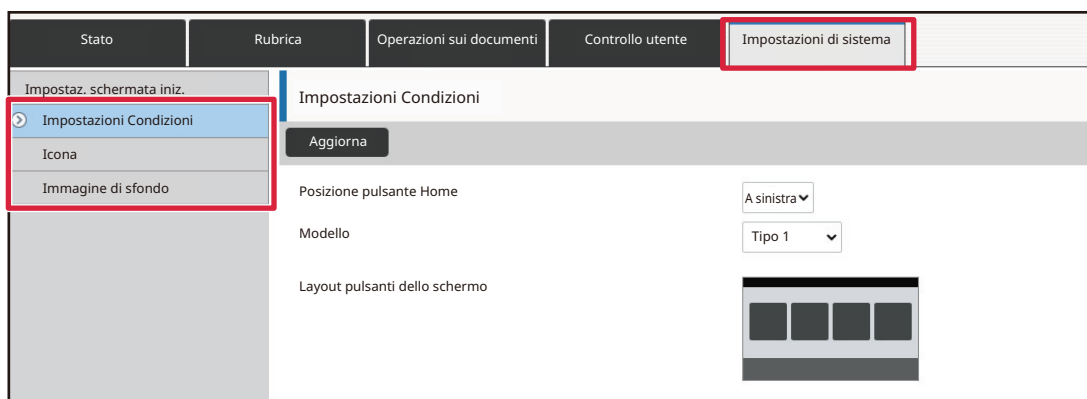 Stato
Rubrica
Operazioni sui documenti
Controllo utente
Impostazioni di sistema
Impostaz. schermata iniz.
Impostazioni Condizioni
Icona
Immagine di sfondo
Impostazioni Condizioni
Aggiorna
Posizione pulsante Home
A sinistra
Modello
Tipo 1
Layout pulsanti dello schermo